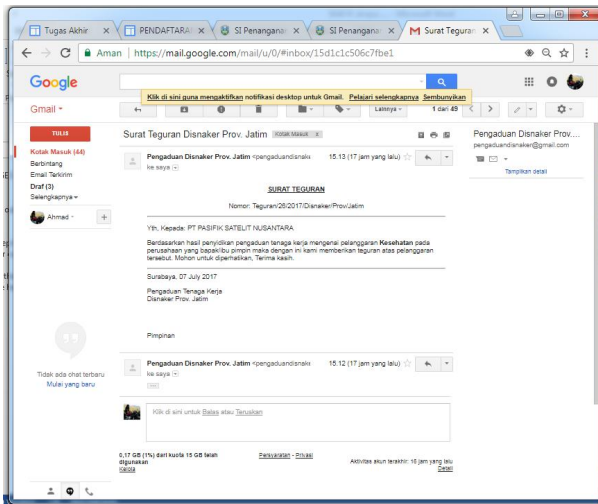 Tugas Akhir
PENDAFTARA
SI Penangana
SI Penangana
Surat Tegura
Aman | https://mail.google.com/mail/u/0/#inbox/15d1c1c506c7fbe1
Google
Klik di sini guna mengaktifkan notifikasi desktop untuk Gmail. Pelajari selengkapnya Sembunyikan
Gmail
Lainnya
1 dari 49
TULIS
Kotak Masuk (44)
Berbintang
Email Terkirim
Draf (3)
Selengkapnya
Ahmad
Tidak ada chat terbaru
Mulai yang baru
Surat Teguran Disnaker Prov. Jatim Kotak Masuk x
Pengaduan Disnaker Prov. Jatim <pengaduandisnake 15.13 (17 jam yang lalu)
ke saya
SURAT TEGURAN
Nomor: Teguran/26/2017/Disnaker/Prov/Jatim
Yth. Kepada: PT PASIFIK SATELIT NUSANTARA
Berdasarkan hasil penyidikan pengaduan tenaga kerja mengenai pelanggaran Kesehatan pada
perusahaan yang bapak/ibu pimpin maka dengan ini kami memberikan teguran atas pelanggaran
tersebut. Mohon untuk diperhatikan, Terima kasih.
Surabaya, 07 July 2017
Pengaduan Tenaga Kerja
Disnaker Prov. Jatim
Pimpinan
Pengaduan Disnaker Prov. Jatim <pengaduandisnake 15.12 (17 jam yang lalu)
ke saya
Klik di sini untuk Balas atau Teruskan
0,17 GB (1%) dari kuota 15 GB telah
digunakan
Kelola
Persyaratan - Privasi
Aktivitas akun terakhir: 10 jam yang lalu
Detail
Pengaduan Disnaker Prov....
pengaduandisnaker@gmail.com
Tampilkan detail